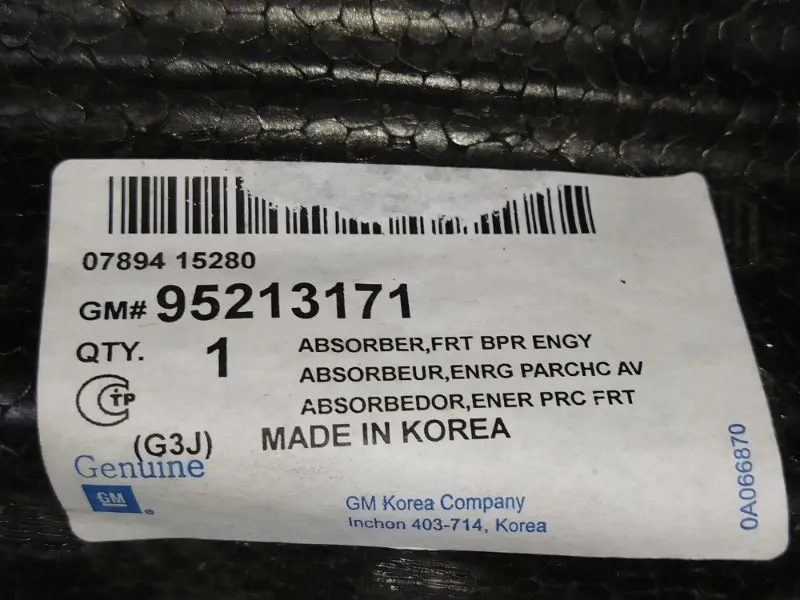 07894 15280
GM# 95213171
QTY. 1
ABSORBER,FRT BPR ENGY
ABSORBEUR,ENRG PARCHC AV
ABSORBEDOR,ENER PRC FRT
TP
(G3J) MADE IN KOREA
Genuine
GM
®
GM Korea Company
Inchon 403-714, Korea
0A066870